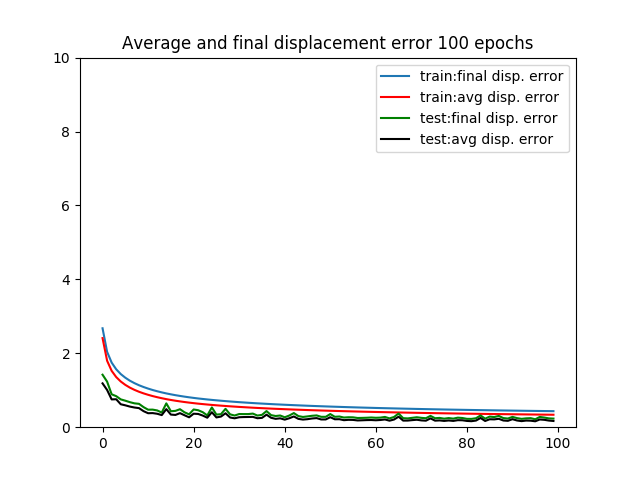 Average and final displacement error 100 epochs
train:final disp. error
train:avg disp. error
test:final disp. error
test:avg disp. error
10
8
6
4
2
0
0 20 40 60 80 100